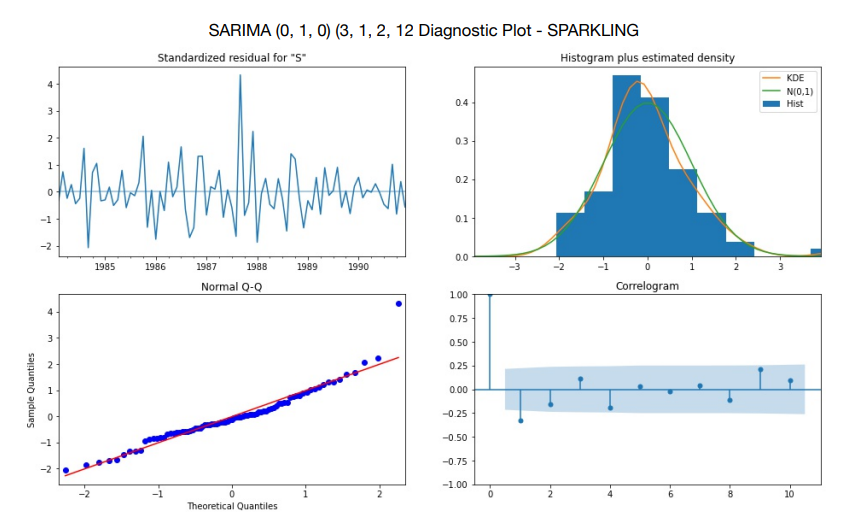 SARIMA (0, 1, 0) (3, 1, 2, 12 Diagnostic Plot - SPARKLING
Standardized residual for "S"
4
3
2
1
0
−1
−2
1985 1986 1987 1988 1989 1990
Histogram plus estimated density
KDE
N(0,1)
Hist
0.4
0.3
0.2
0.1
0.0
−3 −2 −1 0 1 2 3
Normal Q-Q
Sample Quantiles
4
3
2
1
0
−1
−2
−2 −1 0 1 2
Theoretical Quantiles
Correlogram
1.00
0.75
0.50
0.25
0.00
−0.25
−0.50
−0.75
−1.00
0 2 4 6 8 10